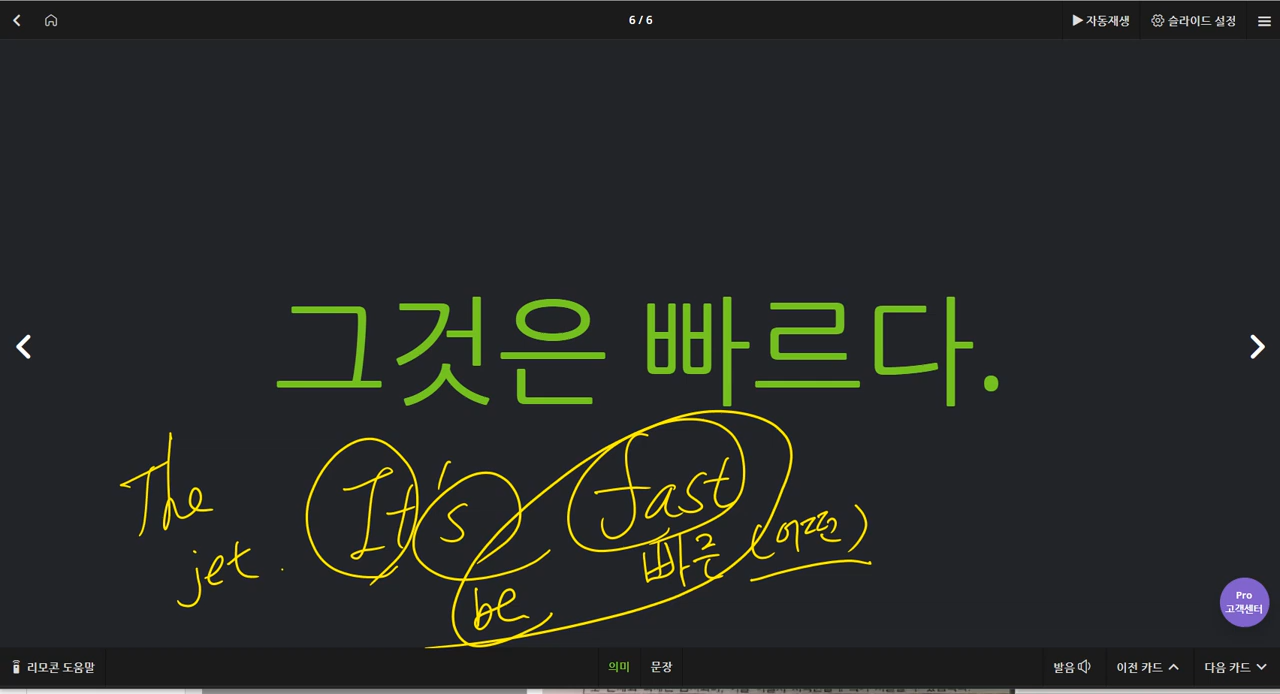 6 / 6
자동재생
슬라이드 설정
그것은 빠르다.
The
jet.
It's fast
be
빠른
Pro
고객센터
리모콘 도움말
의미
문장
발음
이전 카드
다음 카드